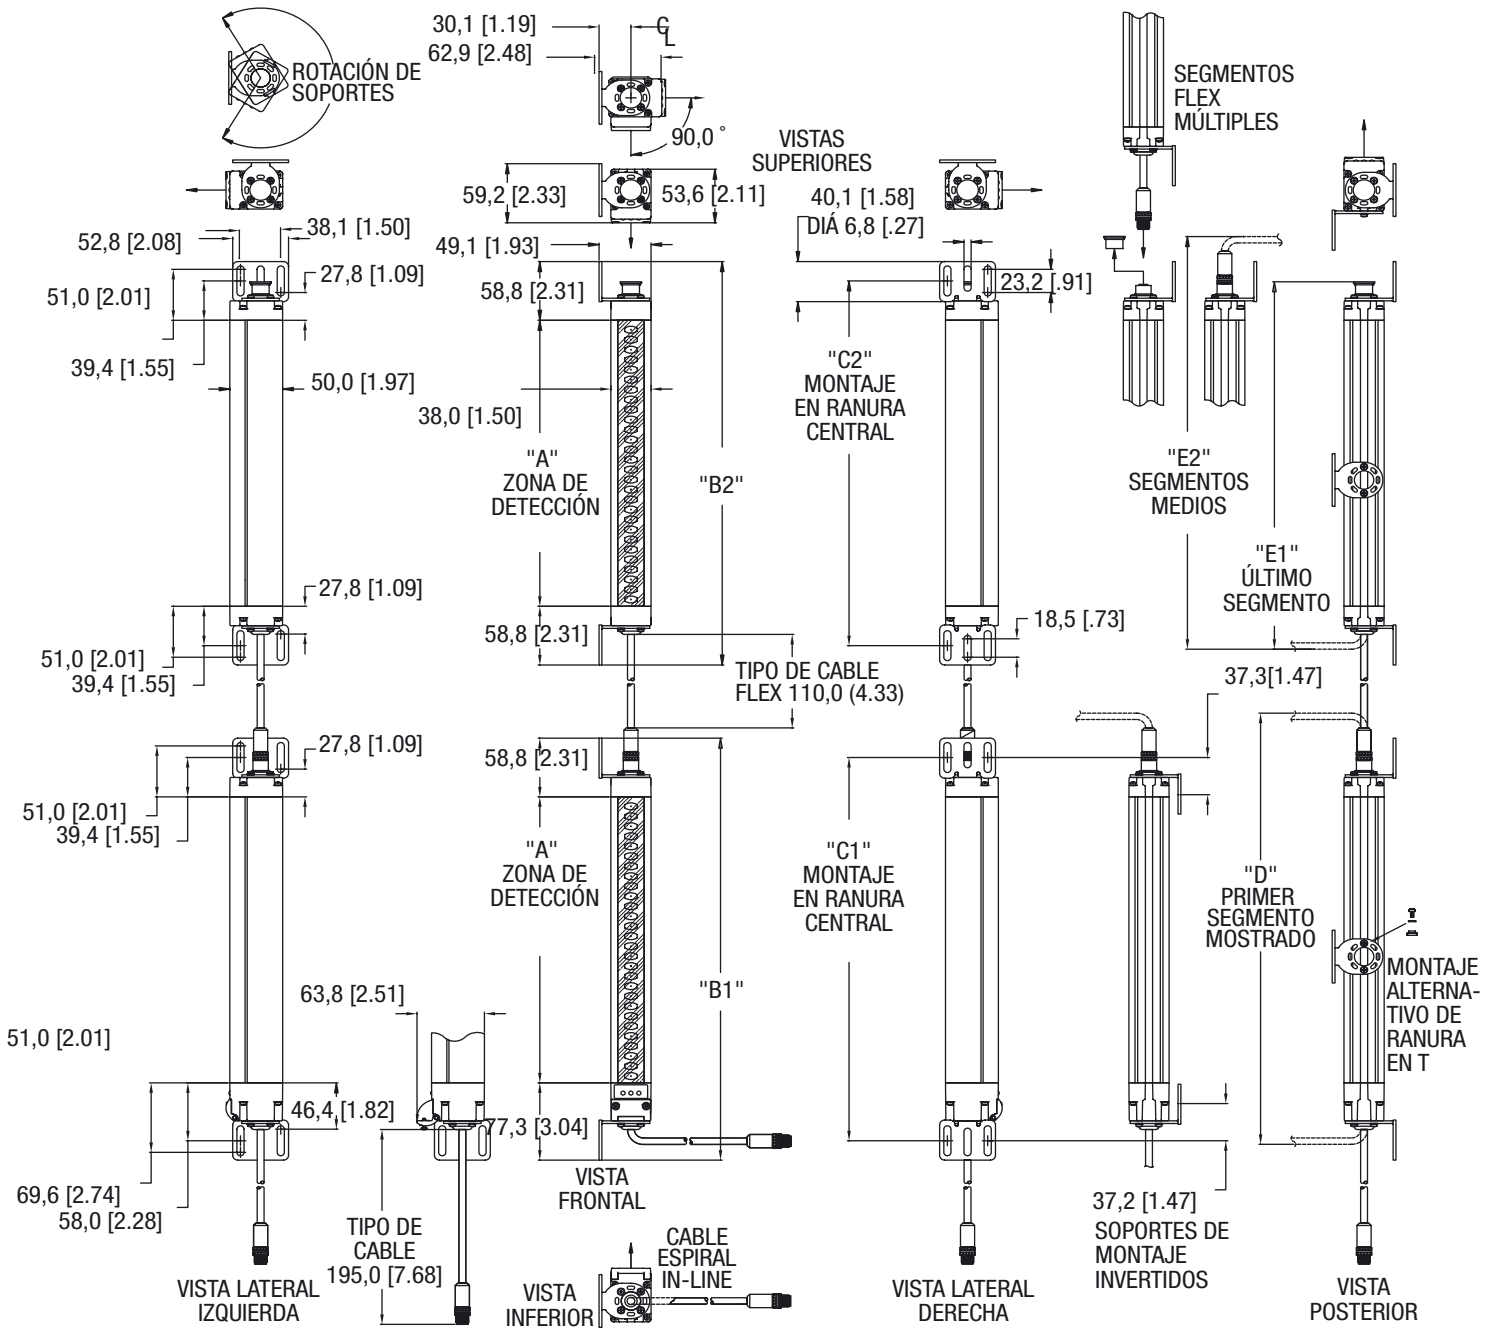 30,1 [1.19]
CL
62,9 [2.48]
ROTACIÓN DE
SOPORTES
SEGMENTOS
FLEX
MÚLTIPLES
90,0 °
VISTAS
SUPERIORES
59,2 [2.33]
53,6 [2.11]
40,1 [1.58]
DIÁ 6,8 [.27]
38,1 [1.50]
52,8 [2.08]
49,1 [1.93]
27,8 [1.09]
51,0 [2.01]
58,8 [2.31]
23,2 [.91]
39,4 [1.55]
50,0 [1.97]
38,0 [1.50]
"C2"
MONTAJE
EN RANURA
CENTRAL
"A"
ZONA DE
DETECCIÓN
"B2"
"E2"
SEGMENTOS
MEDIOS
"E1"
ÚLTIMO
SEGMENTO
27,8 [1.09]
58,8 [2.31]
18,5 [.73]
51,0 [2.01]
39,4 [1.55]
TIPO DE CABLE
FLEX 110,0 (4.33)
37,3[1.47]
27,8 [1.09]
58,8 [2.31]
51,0 [2.01]
39,4 [1.55]
"A"
ZONA DE
DETECCIÓN
"C1"
MONTAJE
EN RANURA
CENTRAL
"D"
PRIMER
SEGMENTO
MOSTRADO
"B1"
MONTAJE
ALTERNA-
TIVO DE
RANURA
EN T
63,8 [2.51]
51,0 [2.01]
46,4 [1.82]
77,3 [3.04]
69,6 [2.74]
58,0 [2.28]
VISTA
FRONTAL
37,2 [1.47]
SOPORTES DE
MONTAJE
INVERTIDOS
TIPO DE
CABLE
195,0 [7.68]
CABLE
ESPIRAL
IN-LINE
VISTA LATERAL
IZQUIERDA
VISTA
INFERIOR
VISTA LATERAL
DERECHA
VISTA
POSTERIOR